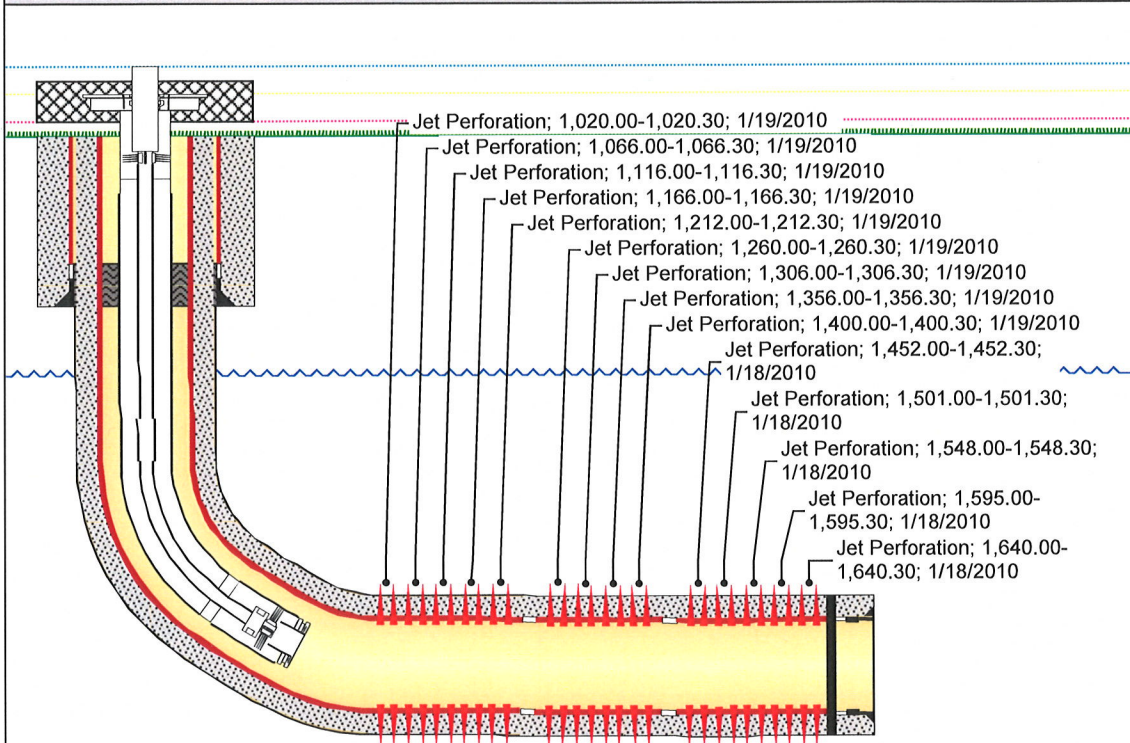 Jet Perforation; 1,020.00-1,020.30; 1/19/2010
Jet Perforation; 1,066.00-1,066.30; 1/19/2010
Jet Perforation; 1,116.00-1,116.30; 1/19/2010
Jet Perforation; 1,166.00-1,166.30; 1/19/2010
Jet Perforation; 1,212.00-1,212.30; 1/19/2010
Jet Perforation; 1,260.00-1,260.30; 1/19/2010
Jet Perforation; 1,306.00-1,306.30; 1/19/2010
Jet Perforation; 1,356.00-1,356.30; 1/19/2010
Jet Perforation; 1,400.00-1,400.30; 1/19/2010
Jet Perforation; 1,452.00-1,452.30;
1/18/2010
Jet Perforation; 1,501.00-1,501.30;
1/18/2010
Jet Perforation; 1,548.00-1,548.30;
1/18/2010
Jet Perforation; 1,595.00-
1,595.30; 1/18/2010
Jet Perforation; 1,640.00-
1,640.30; 1/18/2010